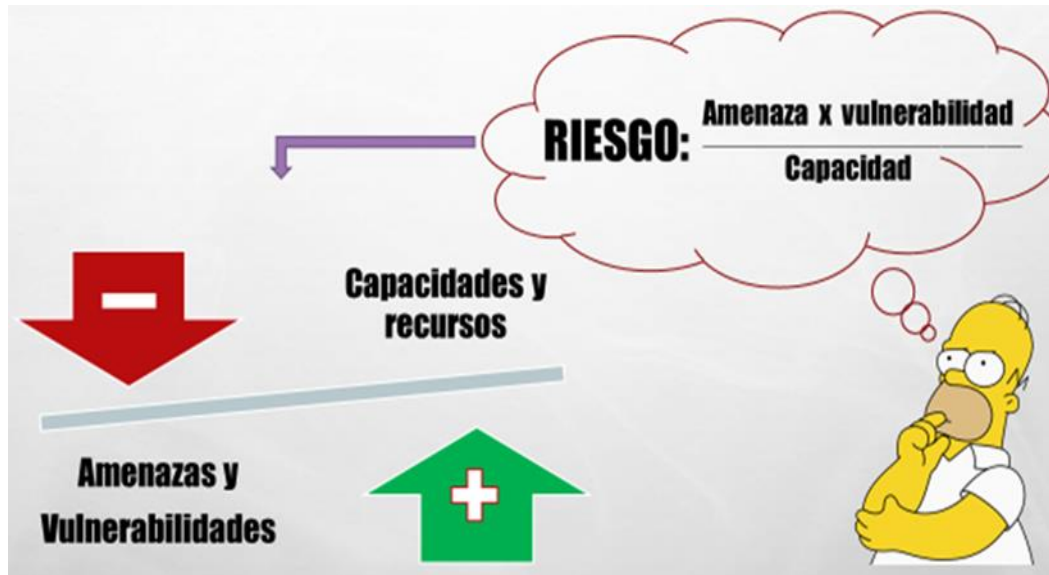 RIESGO: Amenaza x vulnerabilidad
Capacidad
Capacidades y
recursos
Amenazas y
Vulnerabilidades